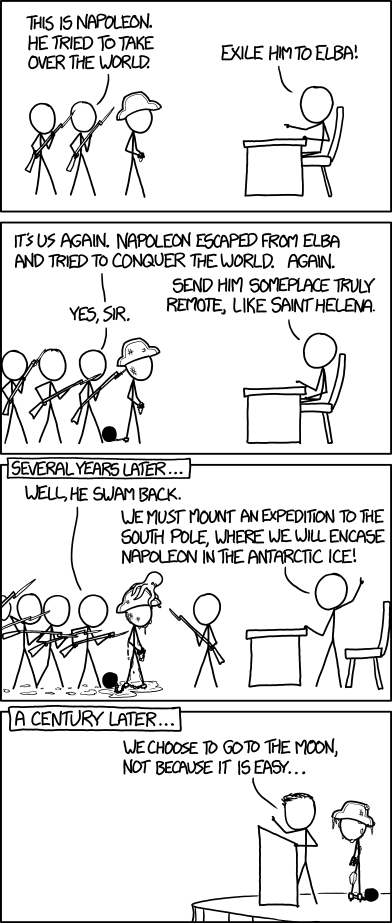 THIS IS NAPOLEON.
HE TRIED TO TAKE
OVER THE WORLD.
EXILE HIM TO ELBA!
IT'S US AGAIN. NAPOLEON ESCAPED FROM ELBA
AND TRIED TO CONQUER THE WORLD. AGAIN.
YES, SIR.
SEND HIM SOMEPLACE TRULY
REMOTE, LIKE SAINT HELENA.
SEVERAL YEARS LATER...
WELL, HE SWAM BACK.
WE MUST MOUNT AN EXPEDITION TO THE
SOUTH POLE, WHERE WE WILL ENCASE
NAPOLEON IN THE ANTARCTIC ICE!
A CENTURY LATER...
WE CHOOSE TO GO TO THE MOON,
NOT BECAUSE IT IS EASY...